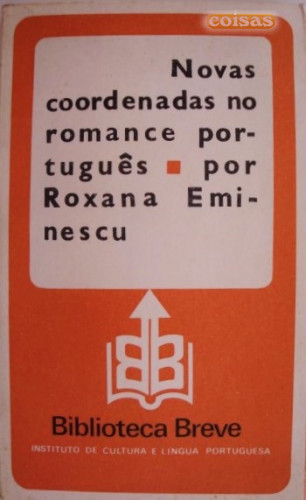 coisas
Novas
coordenadas no
romance por-
tuguês ■ por
Roxana Emi-
nescu
Biblioteca Breve
INSTITUTO DE CULTURA E LÍNGUA PORTUGUESA